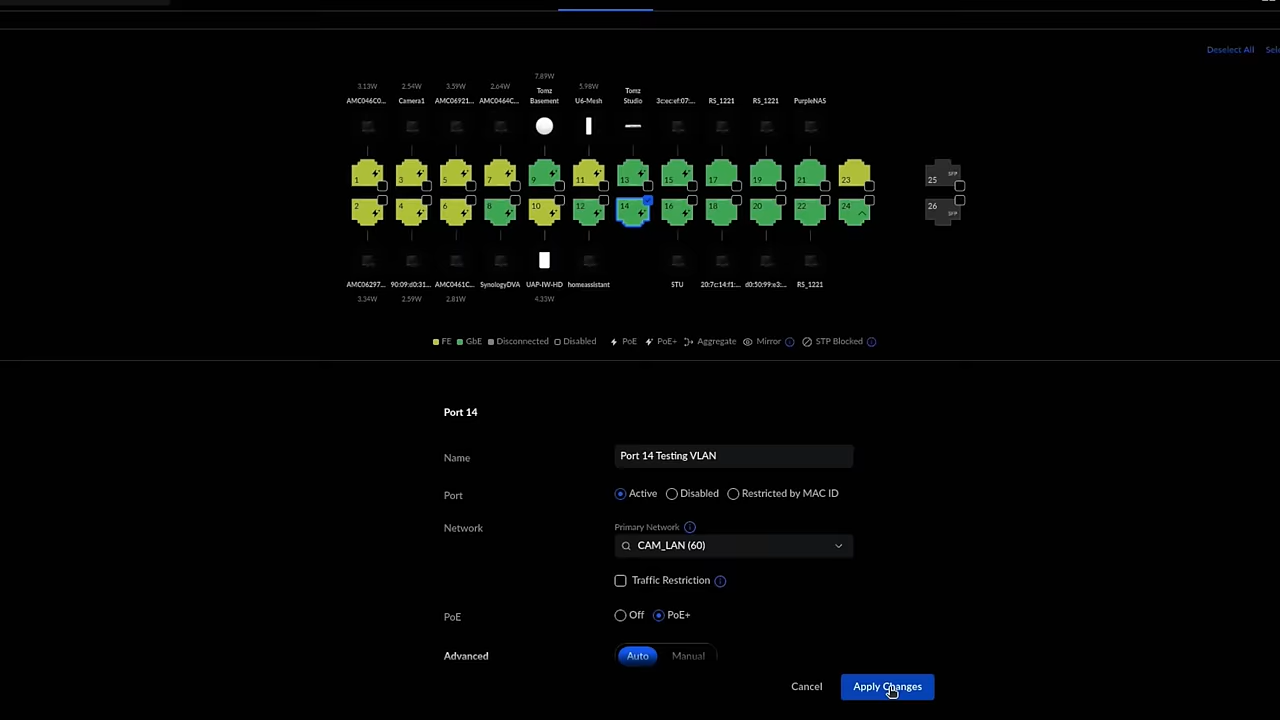 Deselect All
7.89W
3.13W 2.54W 3.59W 2.64W Tomz 5.98W Tomz
AMC046C0... Camera1 AMC06921... AMC0464C... Basement U6-Mesh Studio 3c:ec:ef:07:... RS_1221 RS_1221 PurpleNAS
1 3 5 7 9 11 13 15 17 19 21 23 25 SFP
2 4 6 8 10 12 14 16 18 20 22 24 26 SFP
AMC06297... 90:09:d0:31... AMC0461C... SynologyDVA UAP-IW-HD homeassistant STU 20:7c:14:f1:... d0:50:99:e3:... RS_1221
3.34W 2.59W 2.81W 4.33W
FE GbE Disconnected Disabled PoE PoE+ Aggregate Mirror STP Blocked
Port 14
Name Port 14 Testing VLAN
Port Active Disabled Restricted by MAC ID
Network Primary Network
CAM_LAN (60)
Traffic Restriction
PoE Off PoE+
Advanced Auto Manual
Cancel Apply Changes